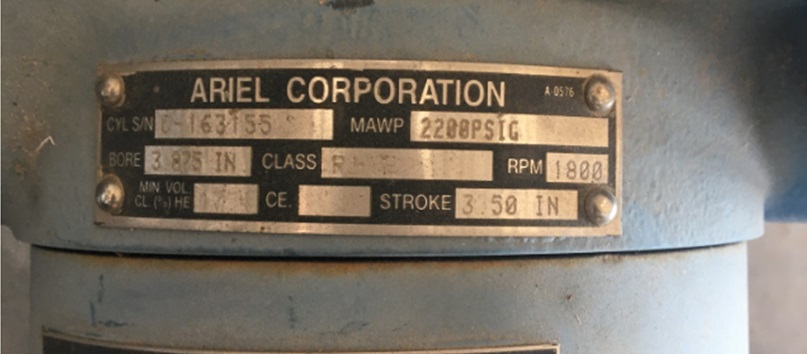 ARIEL CORPORATION A-0576
CYL S/N C-163155 MAWP 2200PSIG
BORE 3.875 IN CLASS RPM 1800
MIN VOL
CL (%) HE CE. STROKE 3.50 IN